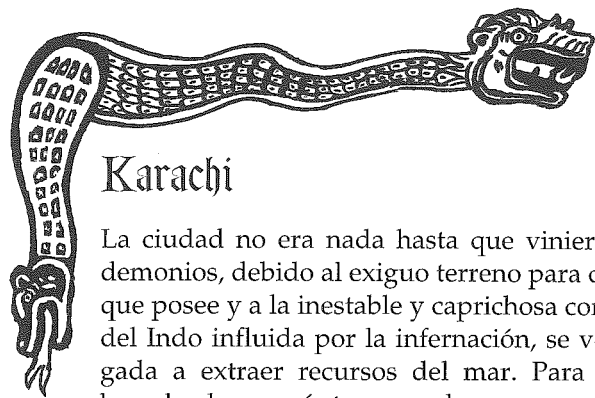 Karachi
La ciudad no era nada hasta que vinier
demonios, debido al exiguo terreno para
que posee y a la inestable y caprichosa
del Indo influida por la infernación, se v
gada a extraer recursos del mar. Para